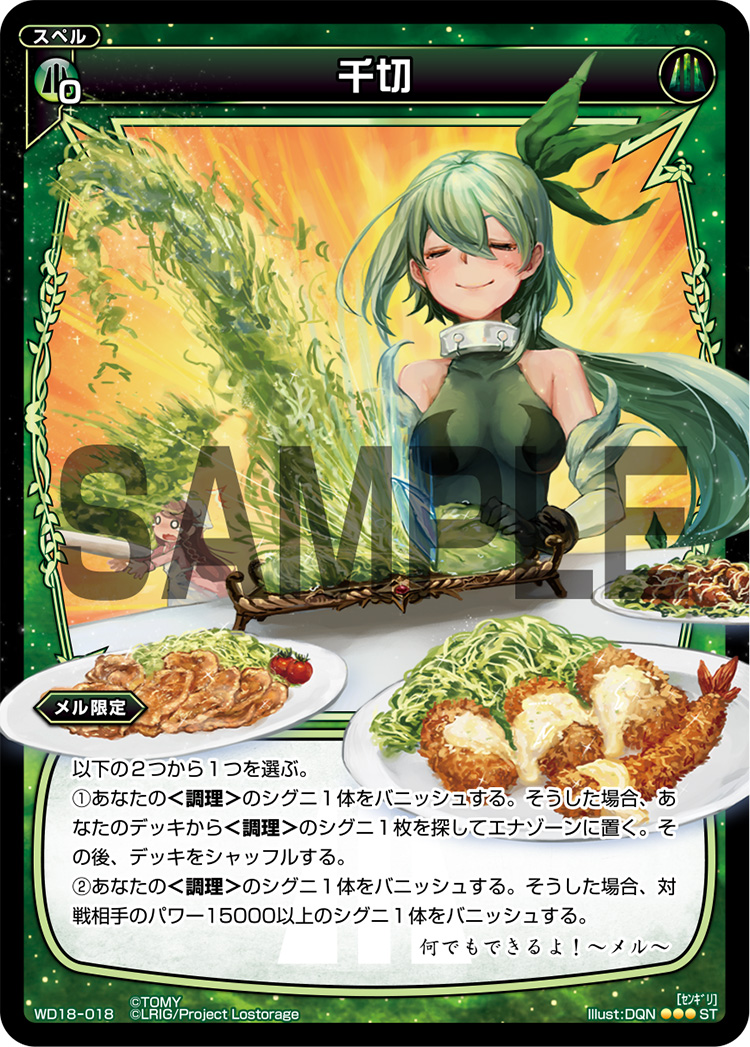 スペル
千切
0
SAMPLE
メル限定
以下の2つから1つを選ぶ。
①あなたの<調理>のシグニ1体をバニッシュする。そうした場合、あ
なたのデッキから<調理>のシグニ1枚を探してエナゾーンに置く。そ
の後、デッキをシャッフルする。
②あなたの<調理>のシグニ1体をバニッシュする。そうした場合、対
戦相手のパワー15000以上のシグニ1体をバニッシュする。
何でもできるよ!～メル～
[センギリ]
WD18-018
©TOMY
©LRIG/Project Lostorage
Illust:DQN
ST